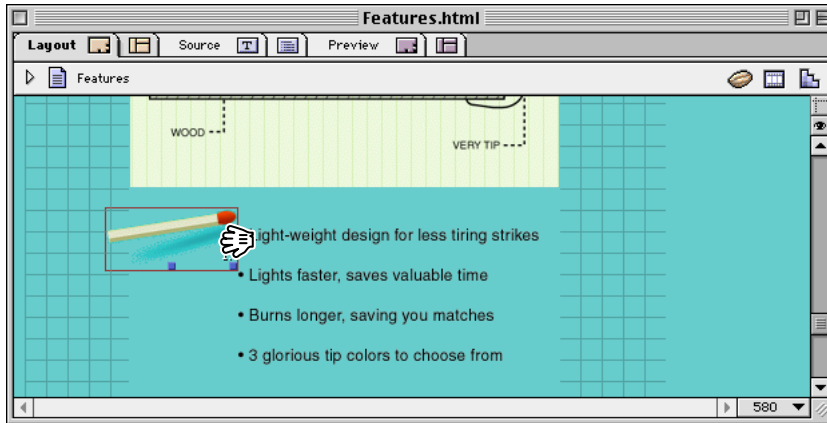 Features.html
Layout Source T Preview
Features
WOOD
VERY TIP
ight-weight design for less tiring strikes
• Lights faster, saves valuable time
• Burns longer, saving you matches
• 3 glorious tip colors to choose from
580